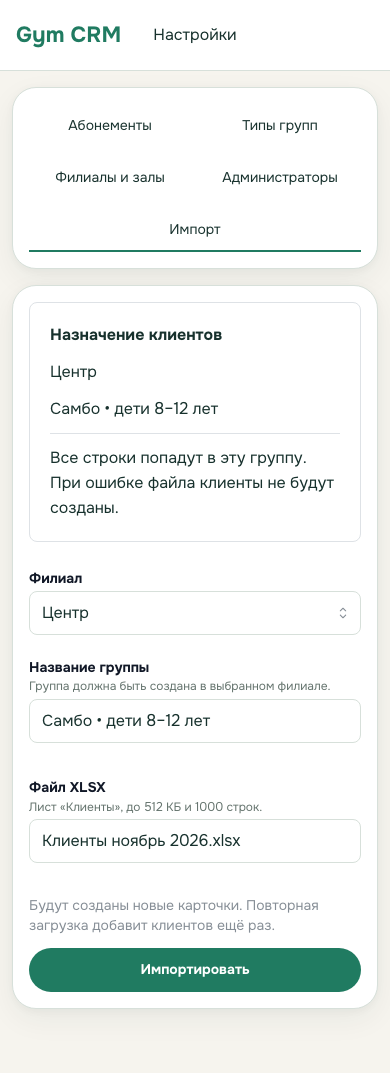 Gym CRM
Настройки
Абонементы
Типы групп
Филиалы и залы
Администраторы
Импорт
Назначение клиентов
Центр
Самбо • дети 8–12 лет
Все строки попадут в эту группу.
При ошибке файла клиенты не будут
созданы.
Филиал
Центр
Название группы
Группа должна быть создана в выбранном филиале.
Самбо • дети 8–12 лет
Файл XLSX
Лист «Клиенты», до 512 КБ и 1000 строк.
Клиенты ноябрь 2026.xlsx
Будут созданы новые карточки. Повторная
загрузка добавит клиентов ещё раз.
Импортировать